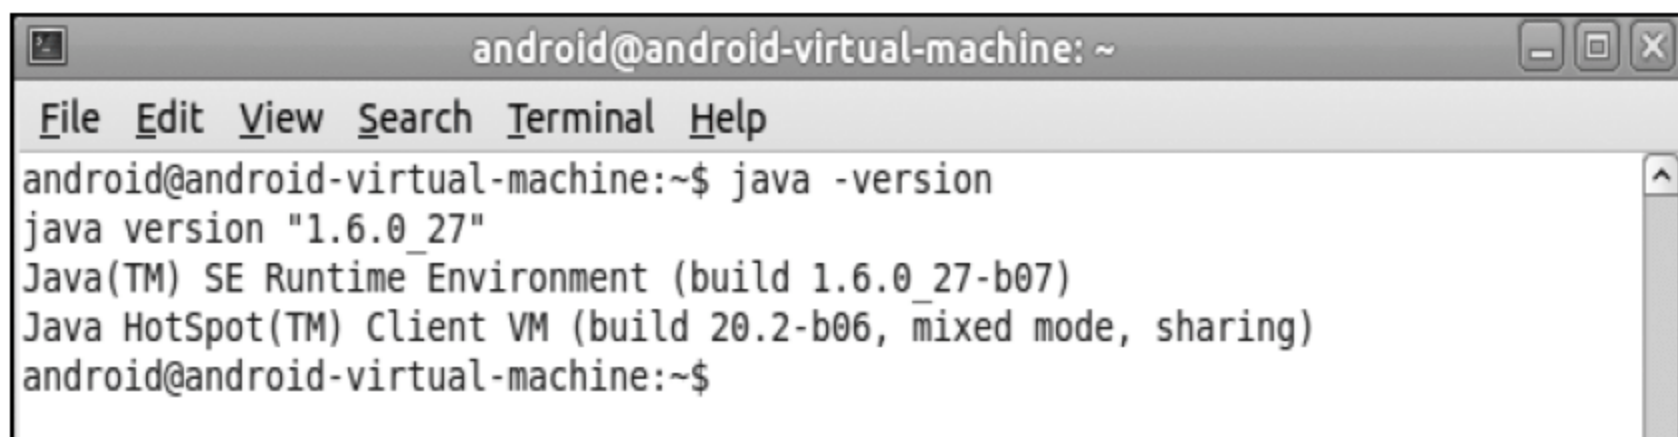 android@android-virtual-machine: ~
File Edit View Search Terminal Help
android@android-virtual-machine:~$ java -version
java version "1.6.0_27"
Java(TM) SE Runtime Environment (build 1.6.0_27-b07)
Java HotSpot(TM) Client VM (build 20.2-b06, mixed mode, sharing)
android@android-virtual-machine:~$